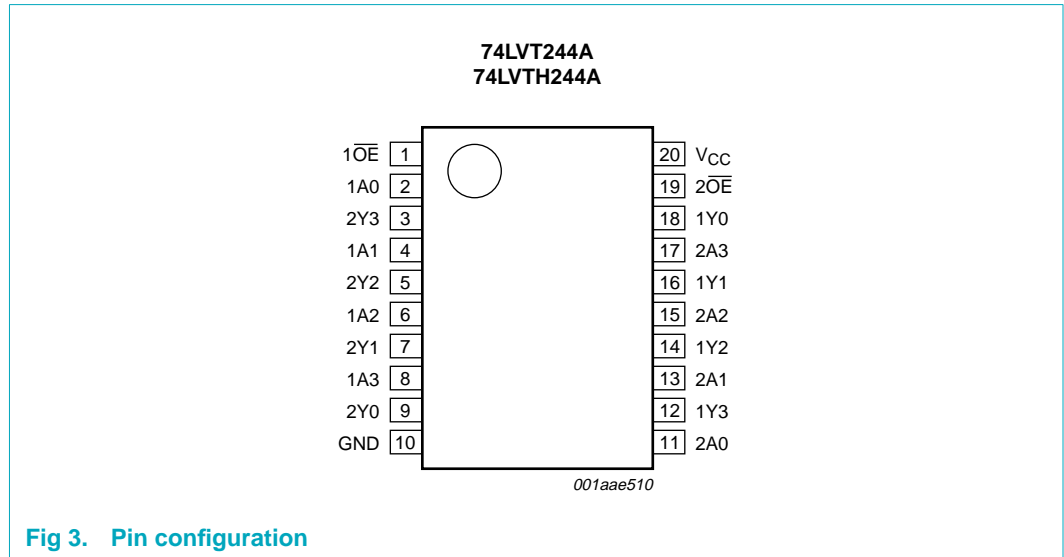 74LVT244A
74LVTH244A
1O̅E̅ 1
1A0 2
2Y3 3
1A1 4
2Y2 5
1A2 6
2Y1 7
1A3 8
2Y0 9
GND 10
20 VCC
19 2O̅E̅
18 1Y0
17 2A3
16 1Y1
15 2A2
14 1Y2
13 2A1
12 1Y3
11 2A0
001aae510
Fig 3. Pin configuration